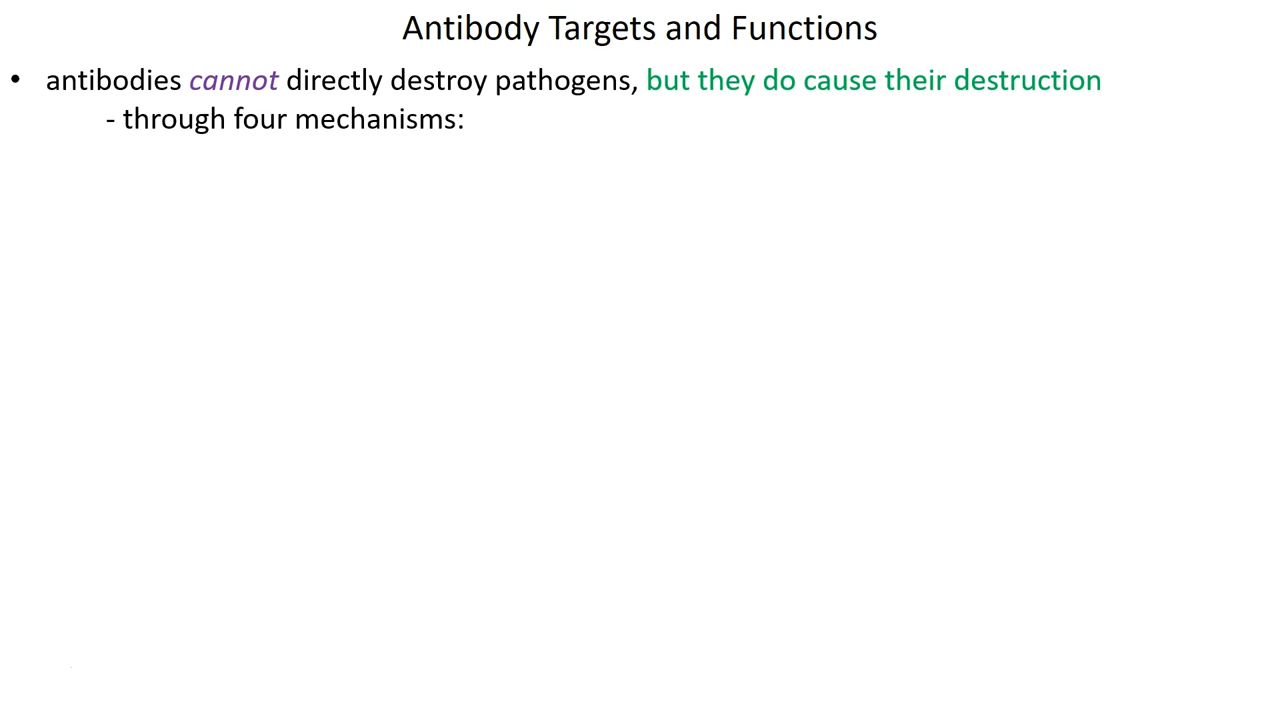 Antibody Targets and Functions
• antibodies cannot directly destroy pathogens, but they do cause their destruction
- through four mechanisms: